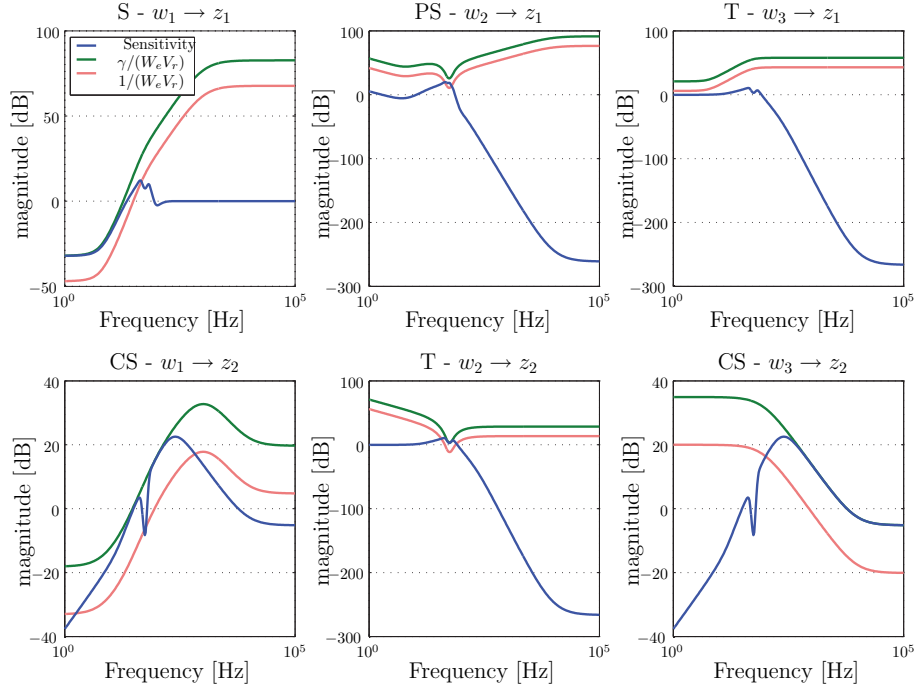 S - w₁ → z₁
magnitude [dB]
100
50
0
−50
Sensitivity
γ/(WₑVᵣ)
1/(WₑVᵣ)
10⁰
10⁵
Frequency [Hz]
PS - w₂ → z₁
magnitude [dB]
100
0
−100
−200
−300
10⁰
10⁵
Frequency [Hz]
T - w₃ → z₁
magnitude [dB]
100
0
−100
−200
−300
10⁰
10⁵
Frequency [Hz]
CS - w₁ → z₂
magnitude [dB]
40
20
0
−20
−40
10⁰
10⁵
Frequency [Hz]
T - w₂ → z₂
magnitude [dB]
100
0
−100
−200
−300
10⁰
10⁵
Frequency [Hz]
CS - w₃ → z₂
magnitude [dB]
40
20
0
−20
−40
10⁰
10⁵
Frequency [Hz]